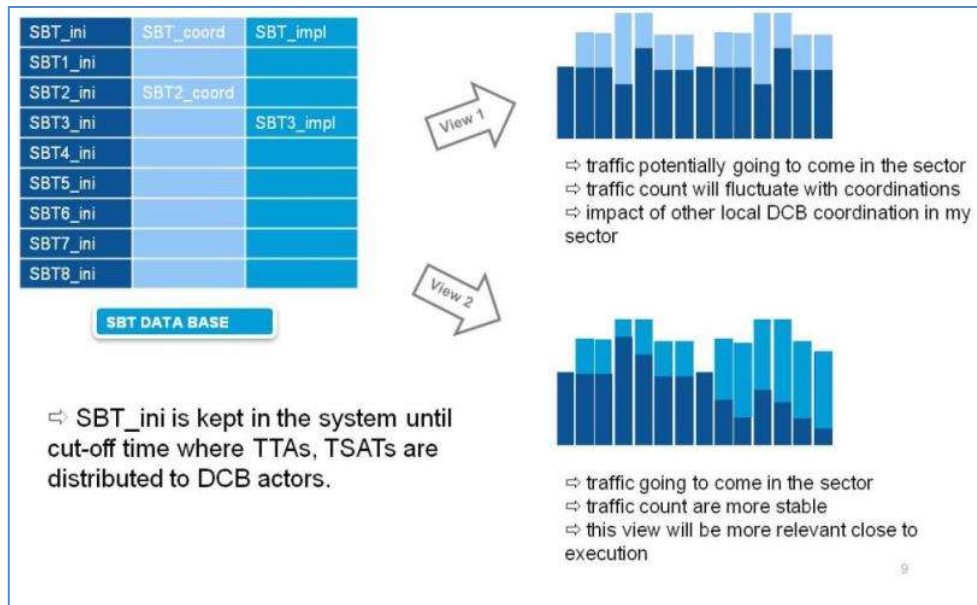 SBT_ini SBT_coord SBT_impl
SBT1_ini
SBT2_ini SBT2_coord
SBT3_ini SBT3_impl
SBT4_ini
SBT5_ini
SBT6_ini
SBT7_ini
SBT8_ini
SBT DATA BASE
⇨ SBT_ini is kept in the system until
cut-off time where TTAs, TSATs are
distributed to DCB actors.
View 1
⇨ traffic potentially going to come in the sector
⇨ traffic count will fluctuate with coordinations
⇨ impact of other local DCB coordination in my
sector
View 2
⇨ traffic going to come in the sector
⇨ traffic count are more stable
⇨ this view will be more relevant close to
execution
9